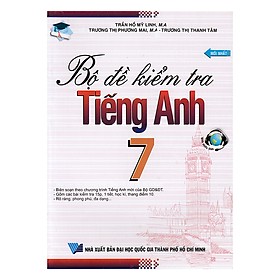 TRẦN HỒ MỸ LINH, M.A
TRƯƠNG THỊ PHƯƠNG MAI, M.A - TRƯƠNG THỊ THANH TÂM
MỚI NHẤT
Bộ đề kiểm tra
Tiếng Anh
7
- Biên soạn theo chương trình Tiếng Anh mới của Bộ GD&ĐT.
- Gồm các bài kiểm tra 15p, 1 tiết, học kì, thang điểm 10.
- Rõ ràng, phong phú, đa dạng...
NHÀ XUẤT BẢN ĐẠI HỌC QUỐC GIA THÀNH PHỐ HỒ CHÍ MINH